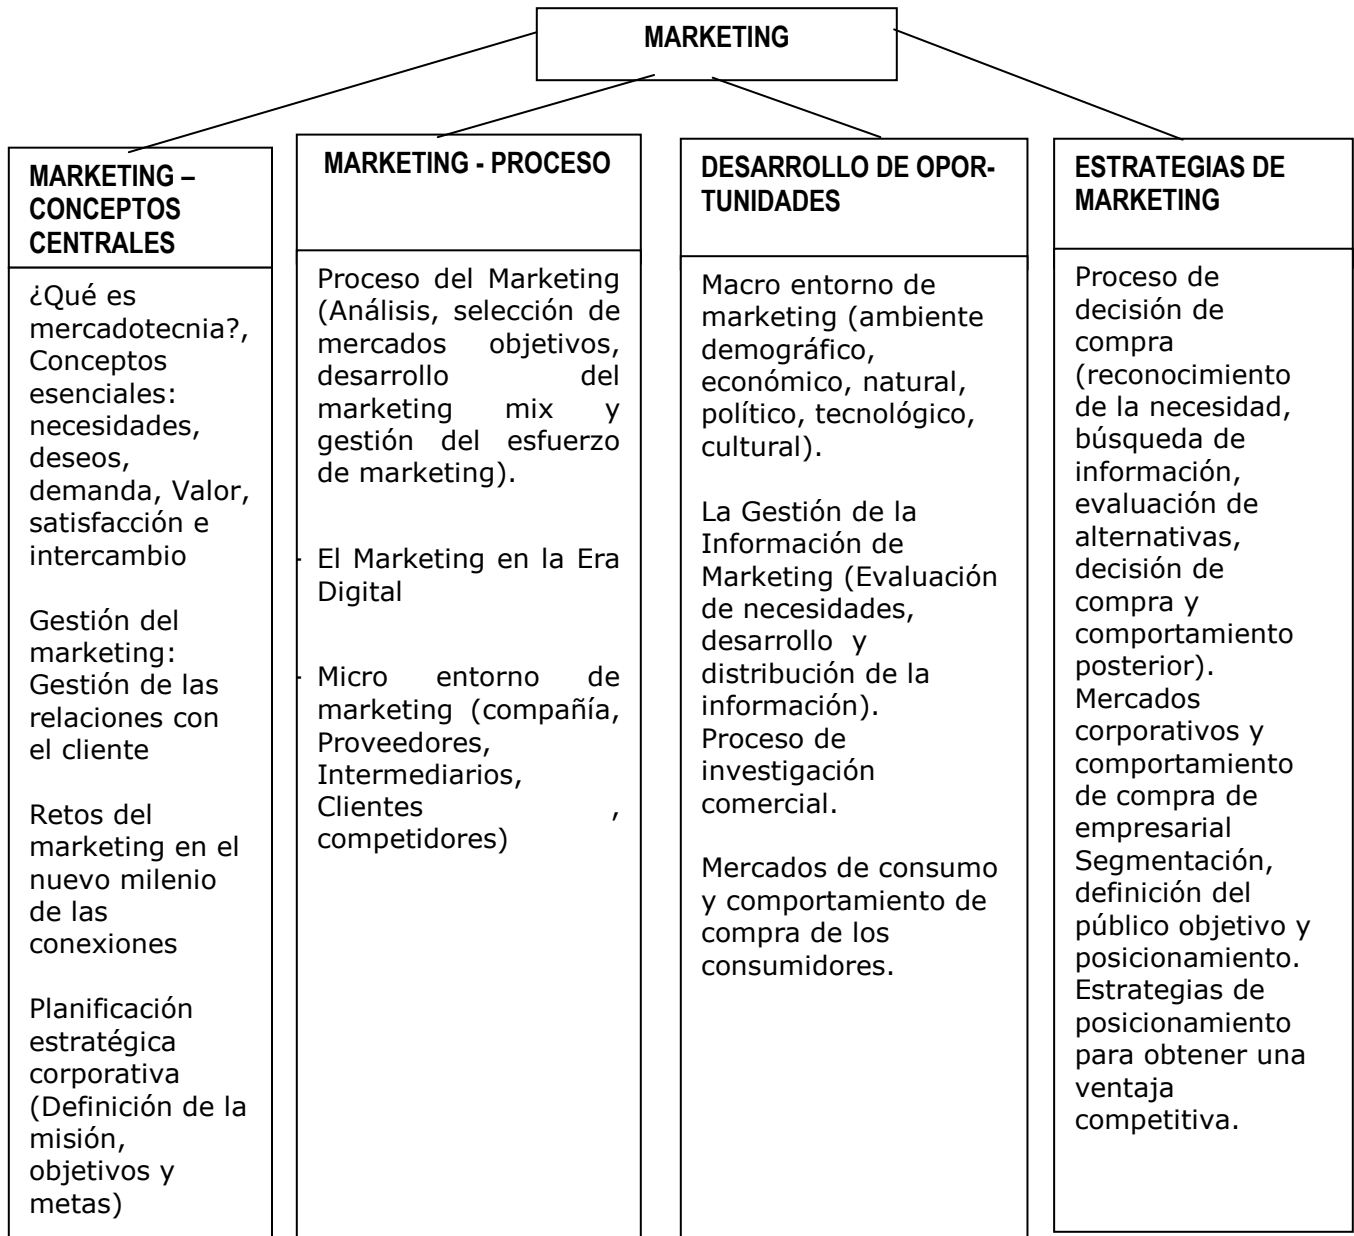 MARKETING
MARKETING –
CONCEPTOS
CENTRALES
¿Qué es
mercadotecnia?,
Conceptos
esenciales:
necesidades,
deseos,
demanda, Valor,
satisfacción e
intercambio
Gestión del
marketing:
Gestión de las
relaciones con
el cliente
Retos del
marketing en el
nuevo milenio
de las
conexiones
Planificación
estratégica
corporativa
(Definición de la
misión,
objetivos y
metas)
MARKETING - PROCESO
Proceso del Marketing
(Análisis, selección de
mercados objetivos,
desarrollo del
marketing mix y
gestión del esfuerzo
de marketing).
- El Marketing en la Era
Digital
- Micro entorno de
marketing (compañía,
Proveedores,
Intermediarios,
Clientes ,
competidores)
DESARROLLO DE OPOR-
TUNIDADES
Macro entorno de
marketing (ambiente
demográfico,
económico, natural,
político, tecnológico,
cultural).
La Gestión de la
Información de
Marketing (Evaluación
de necesidades,
desarrollo y
distribución de la
información).
Proceso de
investigación
comercial.
Mercados de consumo
y comportamiento de
compra de los
consumidores.
ESTRATEGIAS DE
MARKETING
Proceso de
decisión de
compra
(reconocimiento
de la necesidad,
búsqueda de
información,
evaluación de
alternativas,
decisión de
compra y
comportamiento
posterior).
Mercados
corporativos y
comportamiento
de compra de
empresarial
Segmentación,
definición del
público objetivo y
posicionamiento.
Estrategias de
posicionamiento
para obtener una
ventaja
competitiva.